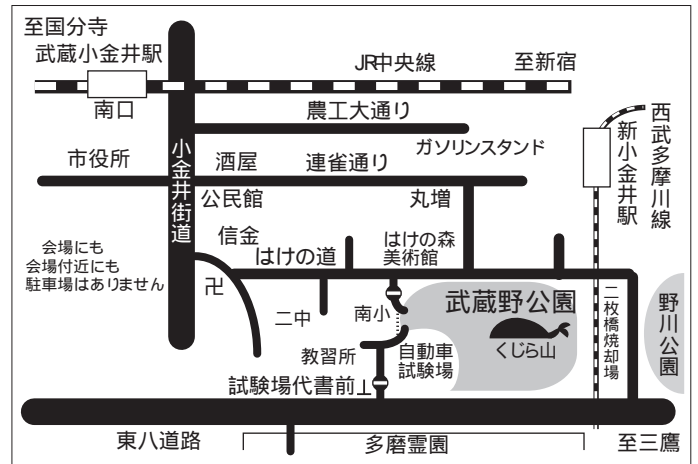 至国分寺
武蔵小金井駅
JR中央線
至新宿
南口
農工大通り
西武多摩川線
新小金井駅
ガソリンスタンド
市役所
小金井街道
酒屋
連雀通り
公民館
丸増
信金
はけの道
はけの森
美術館
会場にも
会場付近にも
駐車場はありません
卍
二中
南小
武蔵野公園
くじら山
二枚橋焼却場
野川公園
教習所
自動車
試験場
試験場代書前
東八道路
多磨霊園
至三鷹